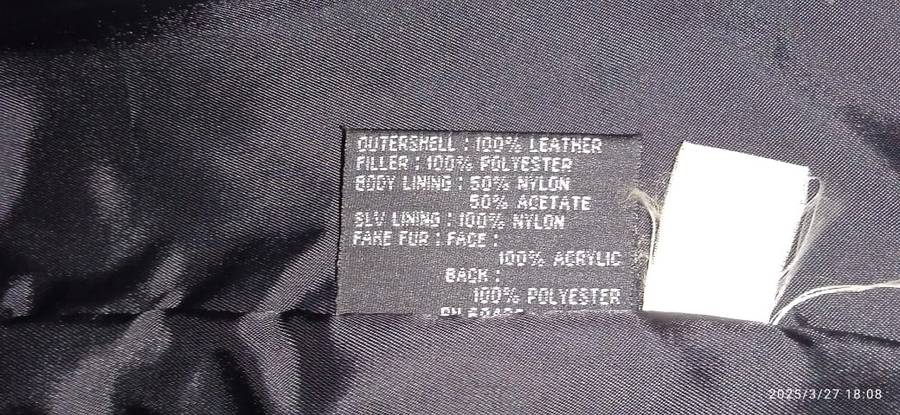 OUTERSHELL : 100% LEATHER
FILLER : 100% POLYESTER
BODY LINING : 50% NYLON
50% ACETATE
SLV LINING : 100% NYLON
FAKE FUR : FACE :
100% ACRYLIC
BACK :
100% POLYESTER
2025/3/27 18:08